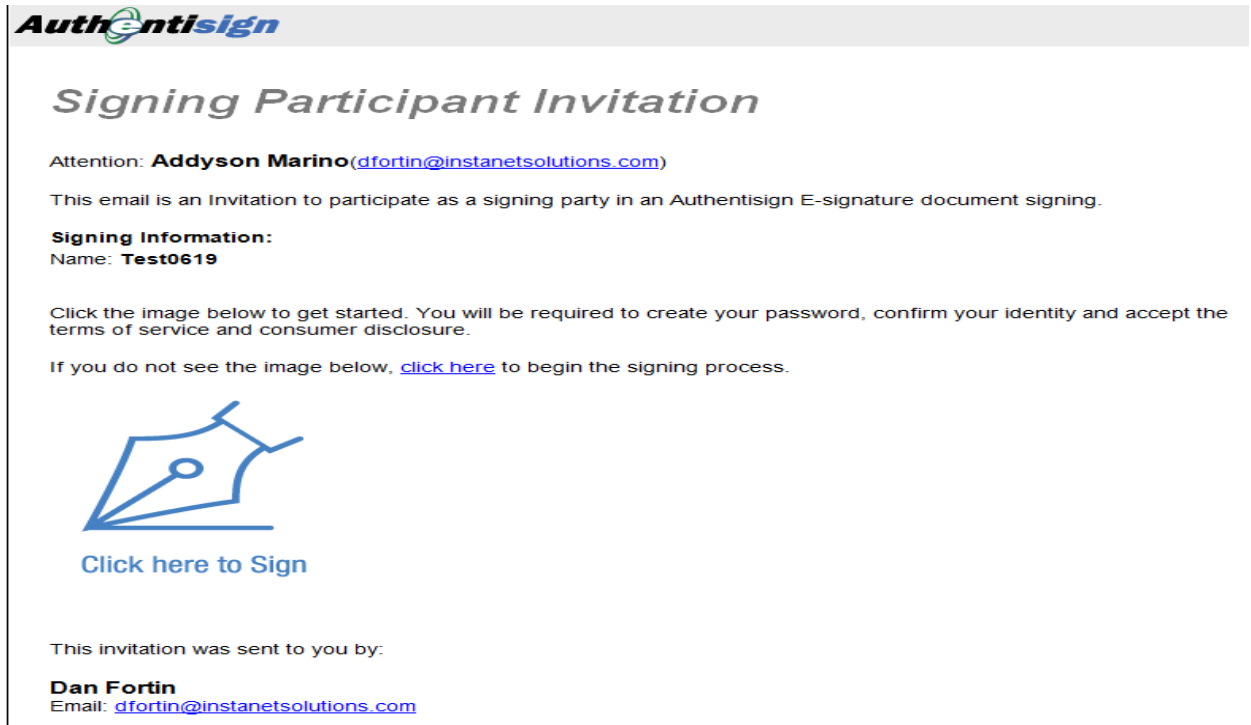 Authentisign
Signing Participant Invitation
Attention: Addyson Marino(dfortin@instanetsolutions.com)
This email is an Invitation to participate as a signing party in an Authentisign E-signature document signing.
Signing Information:
Name: Test0619
Click the image below to get started. You will be required to create your password, confirm your identity and accept the
terms of service and consumer disclosure.
If you do not see the image below, click here to begin the signing process.
Click here to Sign
This invitation was sent to you by:
Dan Fortin
Email: dfortin@instanetsolutions.com